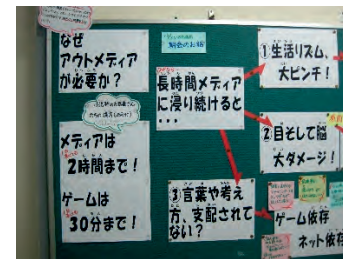 なぜ
アウトメディア
が必要か？
メディアは
2時間まで！
ゲームは
30分まで！
長時間メディア
に浸り続けると
・・・
①生活リズム、
大ピンチ！
②目そして脳
大ダメージ！
③言葉や考え
方、支配されて
ない？
ゲーム依存
ネット依存